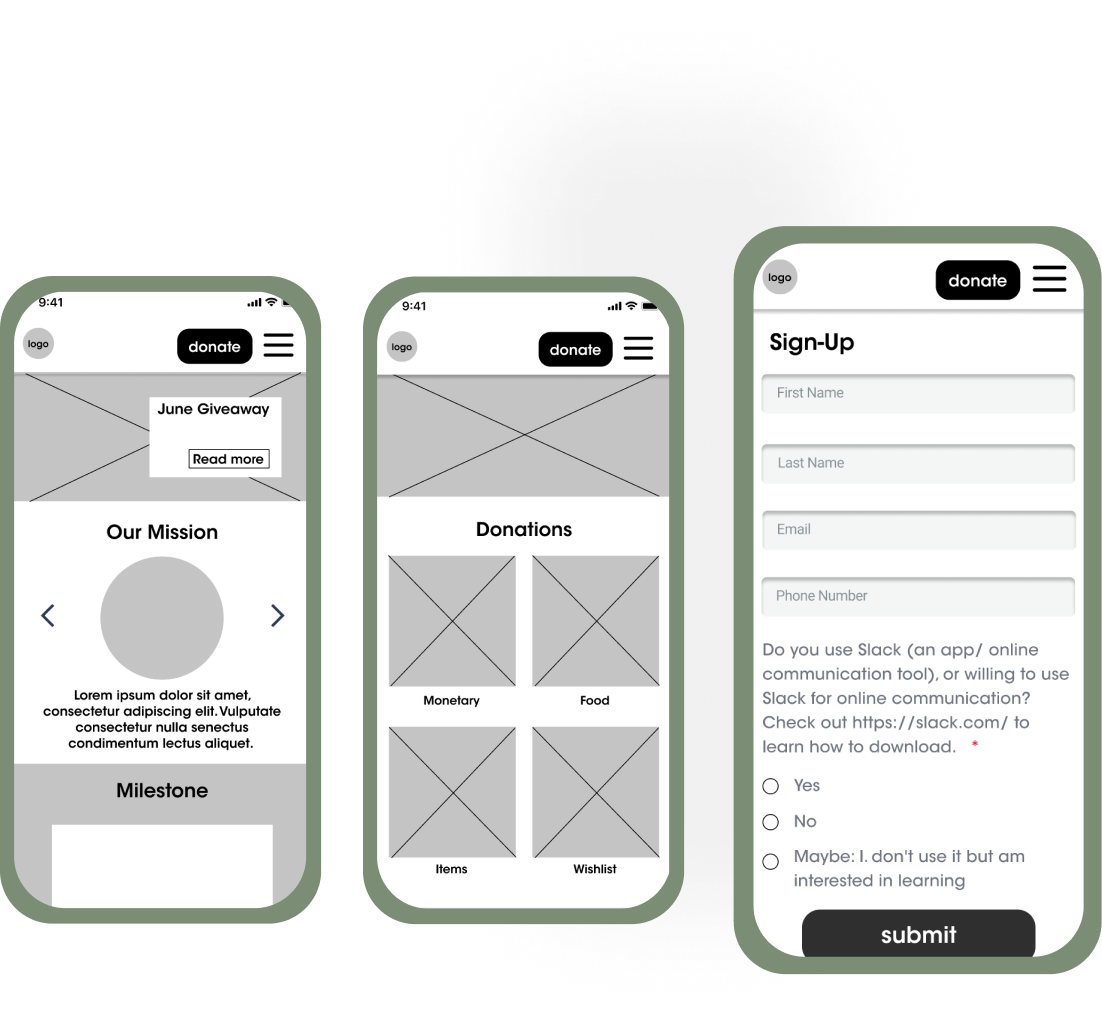 9:41
logo
donate
June Giveaway
Read more
Our Mission
Lorem ipsum dolor sit amet,
consectetur adipiscing elit. Vulputate
consectetur nulla senectus
condimentum lectus aliquet.
Milestone
9:41
logo
donate
Donations
Monetary
Food
Items
Wishlist
logo
donate
Sign-Up
First Name
Last Name
Email
Phone Number
Do you use Slack (an app/ online
communication tool), or willing to use
Slack for online communication?
Check out https://slack.com/ to
learn how to download. *
Yes
No
Maybe: I. don't use it but am
interested in learning
submit